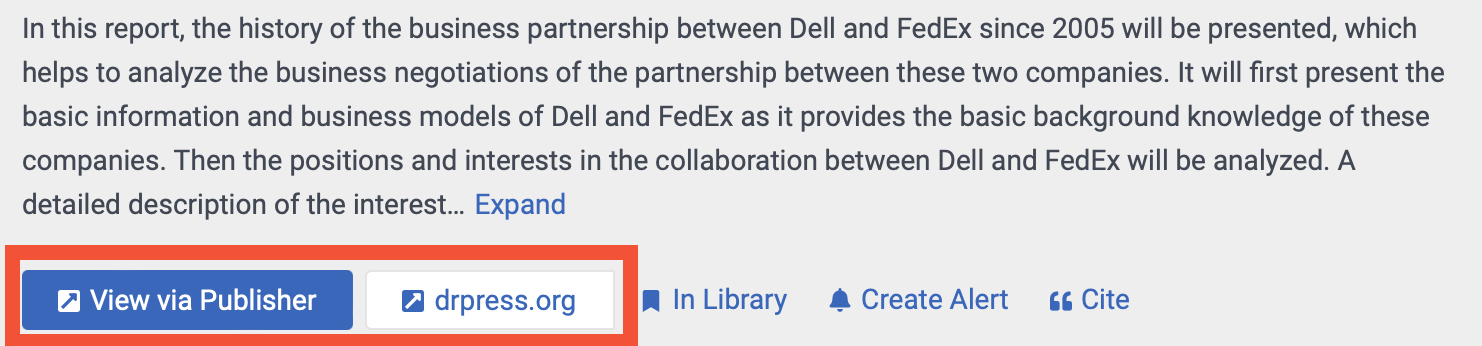 In this report, the history of the business partnership between Dell and FedEx since 2005 will be presented, which
helps to analyze the business negotiations of the partnership between these two companies. It will first present the
basic information and business models of Dell and FedEx as it provides the basic background knowledge of these
companies. Then the positions and interests in the collaboration between Dell and FedEx will be analyzed. A
detailed description of the interest... Expand
View via Publisher drpress.org In Library Create Alert Cite